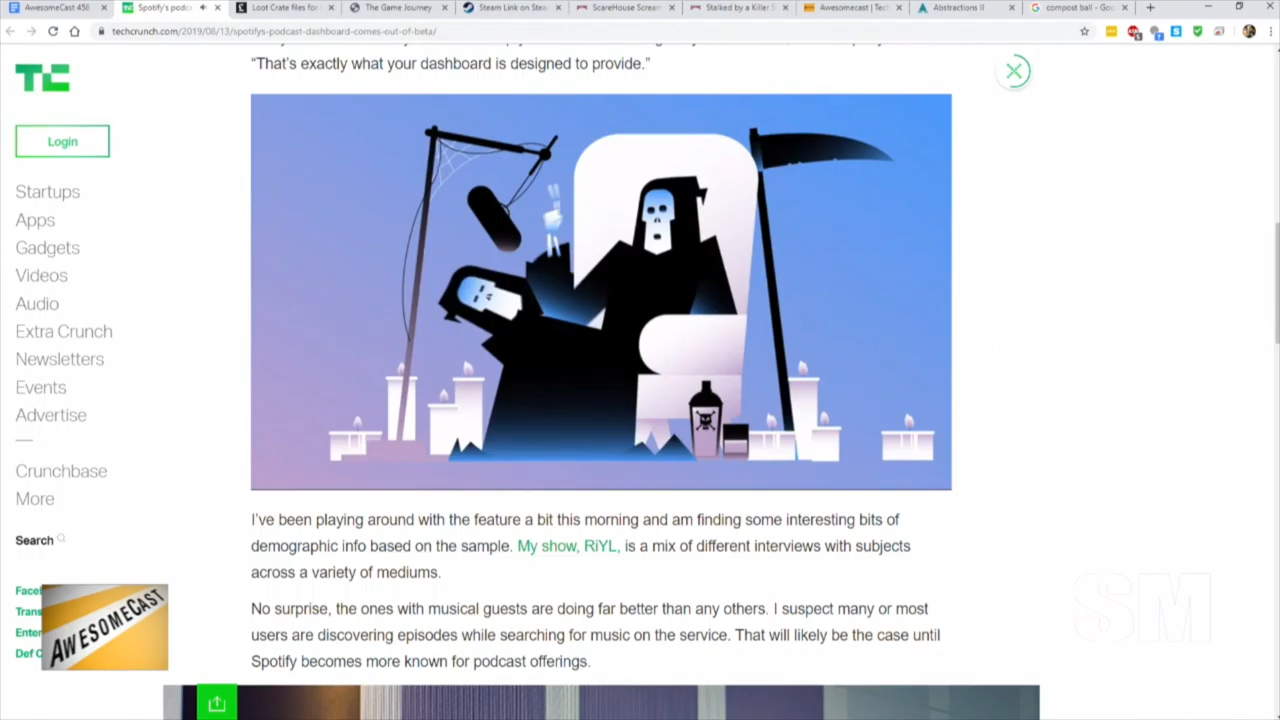 AwesomeCast 458
Spotify's podca
Loot Crate files for
The Game Journey
Steam Link on Stea
ScareHouse Scream
Stalked by a Killer S
Awesomecast | Tech
Abstractions II
compost ball - Goo
techcrunch.com/2019/08/13/spotifys-podcast-dashboard-comes-out-of-beta/
"That's exactly what your dashboard is designed to provide."
TC
Login
Startups
Apps
Gadgets
Videos
Audio
Extra Crunch
Newsletters
Events
Advertise
Crunchbase
More
Search
Facel
Trans
Enter
Def C
AWESOMECAST
I've been playing around with the feature a bit this morning and am finding some interesting bits of
demographic info based on the sample. My show, RiYL, is a mix of different interviews with subjects
across a variety of mediums.
No surprise, the ones with musical guests are doing far better than any others. I suspect many or most
users are discovering episodes while searching for music on the service. That will likely be the case until
Spotify becomes more known for podcast offerings.
SM